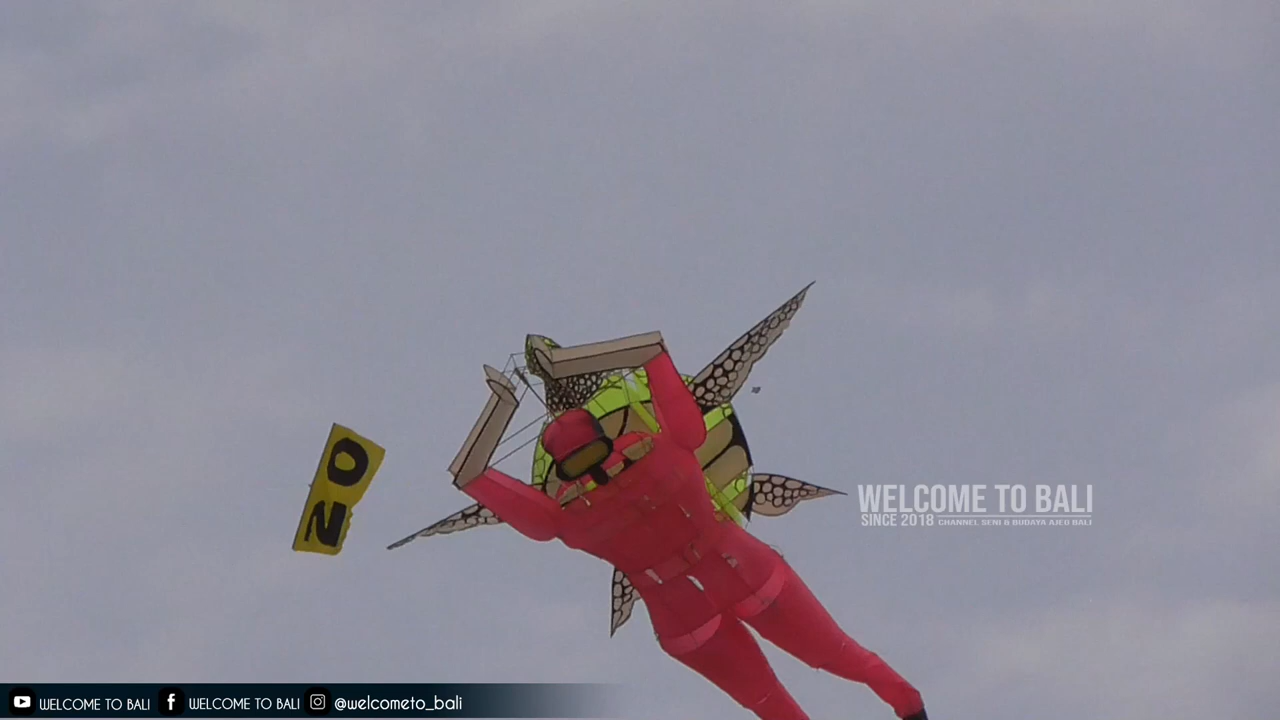 20
WELCOME TO BALI
SINCE 2018 CHANNEL SENI & BUDAYA AJEG BALI
WELCOME TO BALI WELCOME TO BALI @welcometo_bali